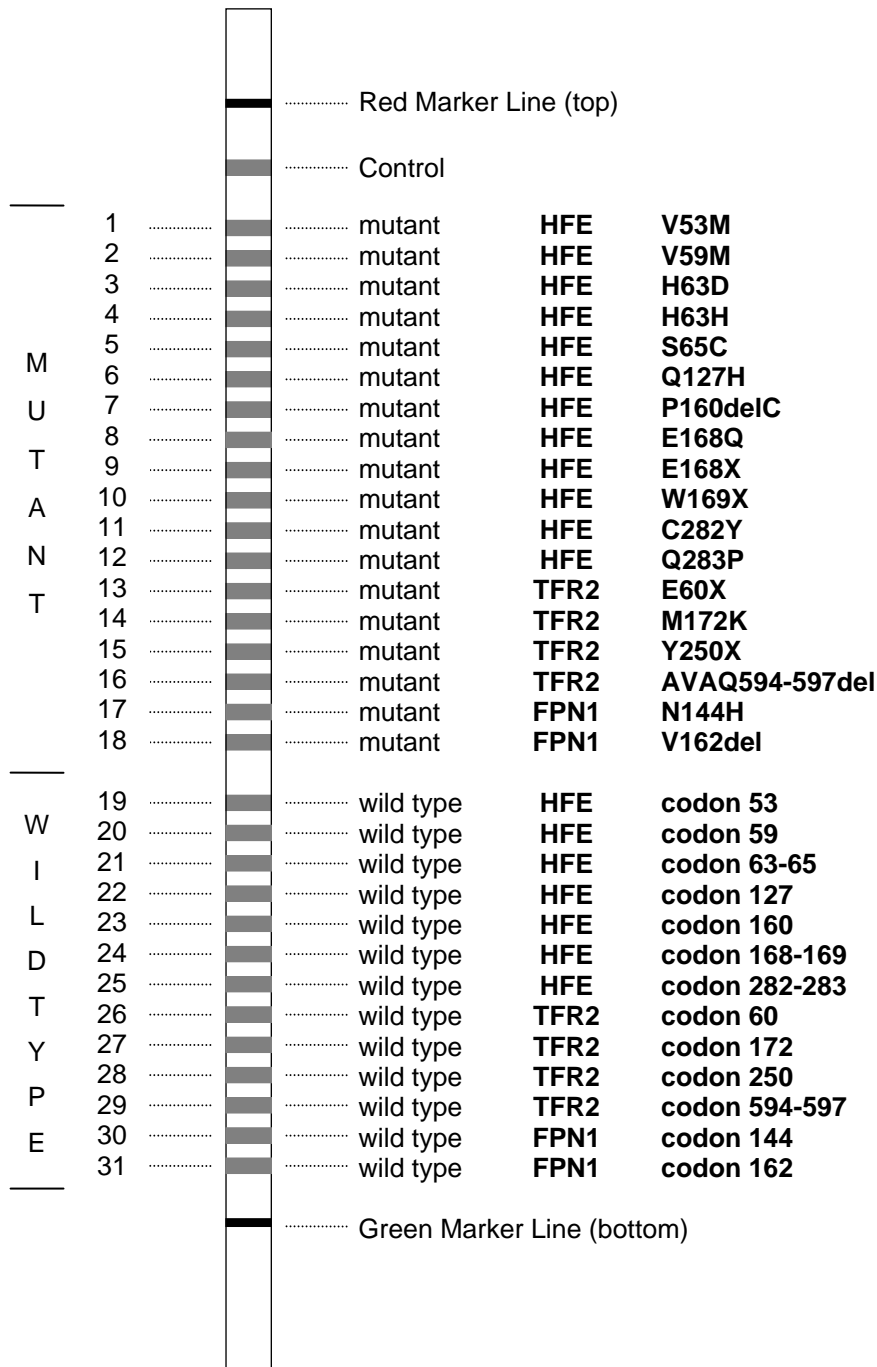 Red Marker Line (top)
Control
1 mutant HFE V53M
2 mutant HFE V59M
3 mutant HFE H63D
4 mutant HFE H63H
5 mutant HFE S65C
6 mutant HFE Q127H
7 mutant HFE P160delC
8 mutant HFE E168Q
9 mutant HFE E168X
10 mutant HFE W169X
11 mutant HFE C282Y
12 mutant HFE Q283P
13 mutant TFR2 E60X
14 mutant TFR2 M172K
15 mutant TFR2 Y250X
16 mutant TFR2 AVAQ594-597del
17 mutant FPN1 N144H
18 mutant FPN1 V162del
MUTANT
19 wild type HFE codon 53
20 wild type HFE codon 59
21 wild type HFE codon 63-65
22 wild type HFE codon 127
23 wild type HFE codon 160
24 wild type HFE codon 168-169
25 wild type HFE codon 282-283
26 wild type TFR2 codon 60
27 wild type TFR2 codon 172
28 wild type TFR2 codon 250
29 wild type TFR2 codon 594-597
30 wild type FPN1 codon 144
31 wild type FPN1 codon 162
WILDTYPE
Green Marker Line (bottom)